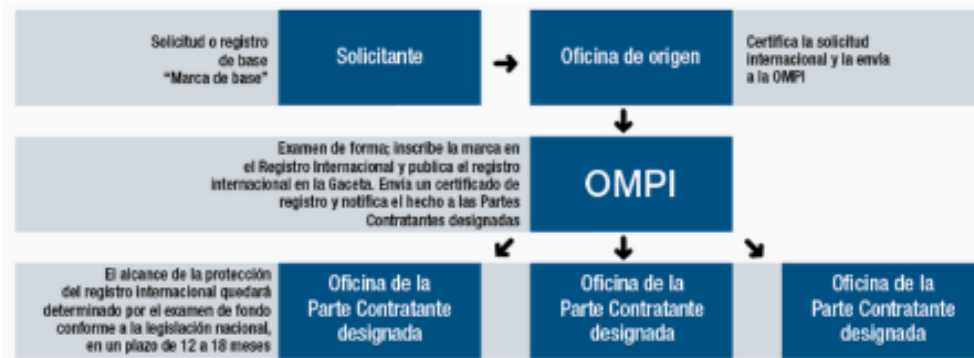 Solicitud o registro
de base
“Marca de base”
Solicitante
Oficina de origen
Certifica la solicitud
internacional y la envía
a la OMPI
Examen de forma; inscribe la marca en
el Registro Internacional y publica el registro
internacional en la Gaceta. Envía un certificado de
registro y notifica el hecho a las Partes
Contratantes designadas
OMPI
El alcance de la protección
del registro internacional quedará
determinado por el examen de fondo
conforme a la legislación nacional,
en un plazo de 12 a 18 meses
Oficina de la
Parte Contratante
designada
Oficina de la
Parte Contratante
designada
Oficina de la
Parte Contratante
designada